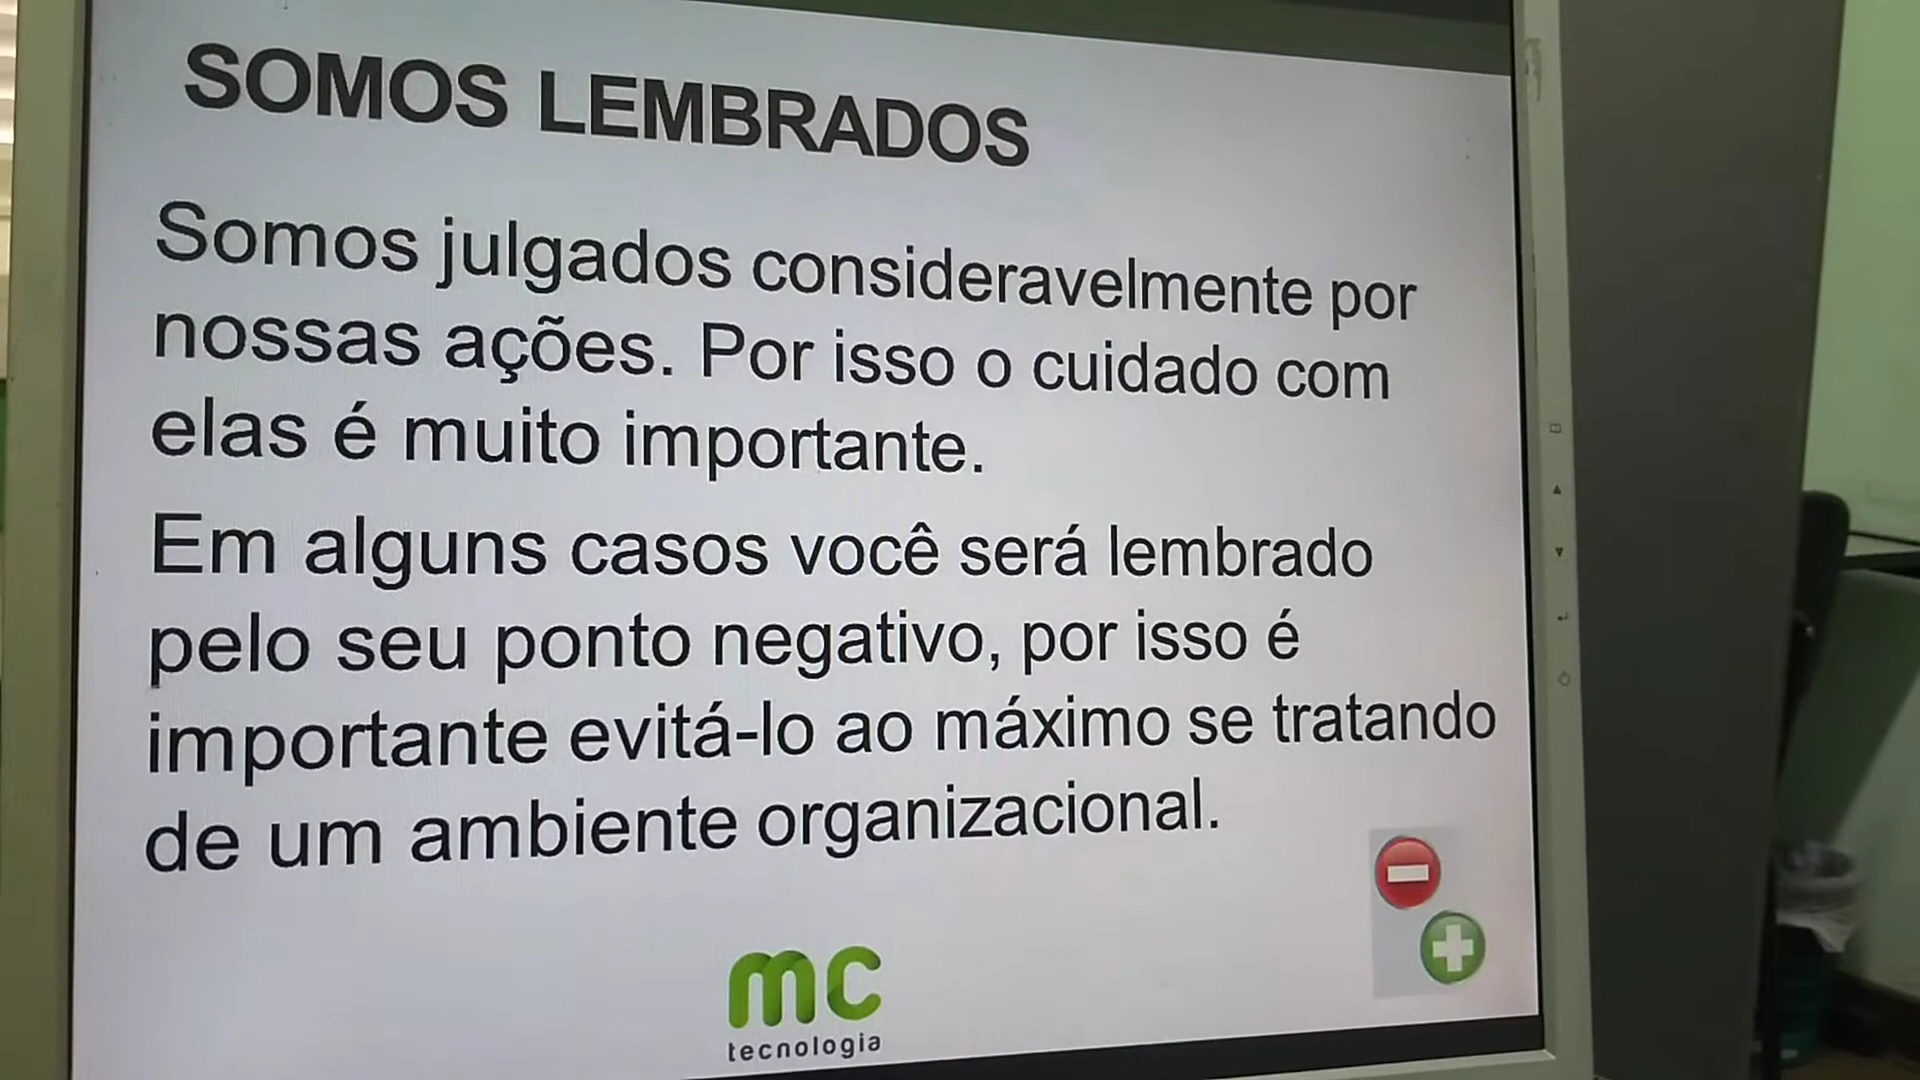 SOMOS LEMBRADOS
Somos julgados consideravelmente por
nossas ações. Por isso o cuidado com
elas é muito importante.
Em alguns casos você será lembrado
pelo seu ponto negativo, por isso é
importante evitá-lo ao máximo se tratando
de um ambiente organizacional.
mc
tecnologia